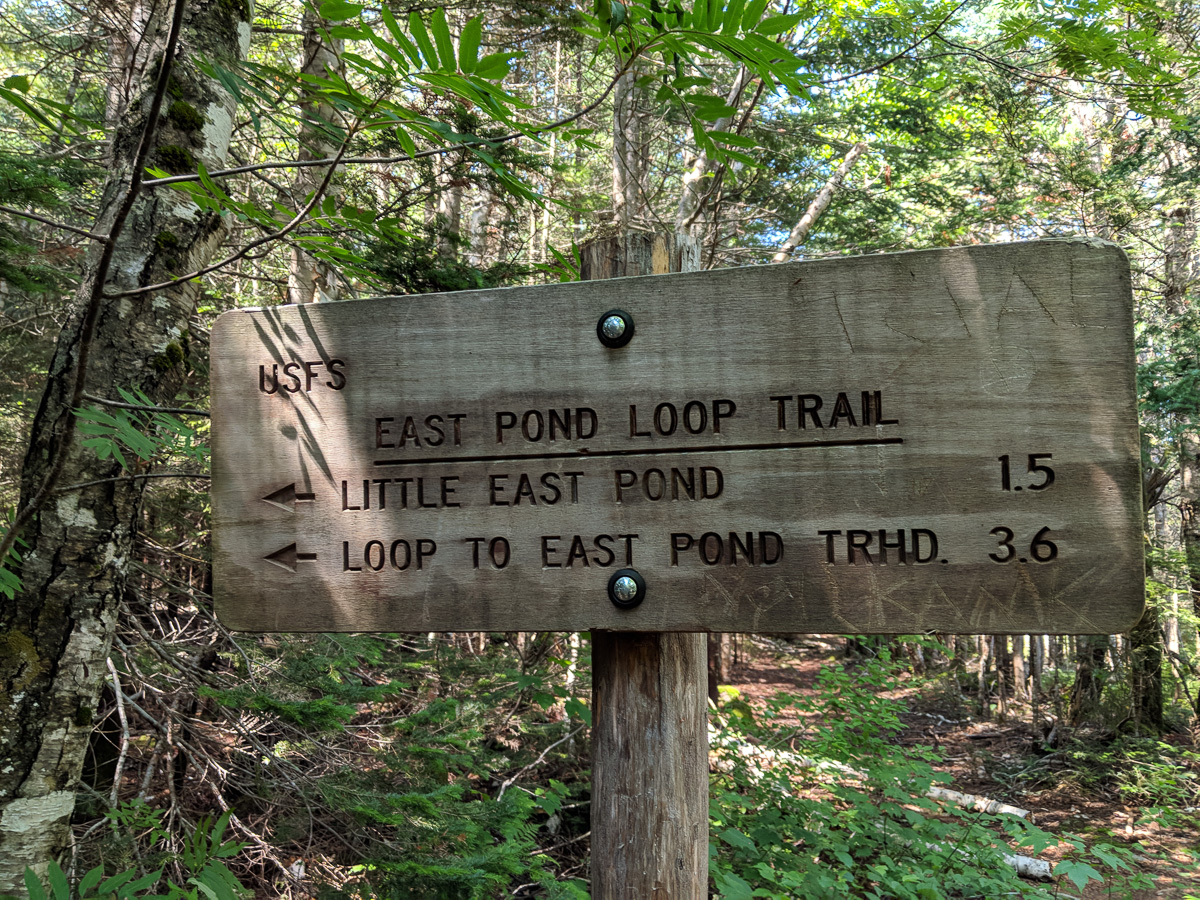 USFS
EAST POND LOOP TRAIL
← LITTLE EAST POND 1.5
← LOOP TO EAST POND TRHD. 3.6